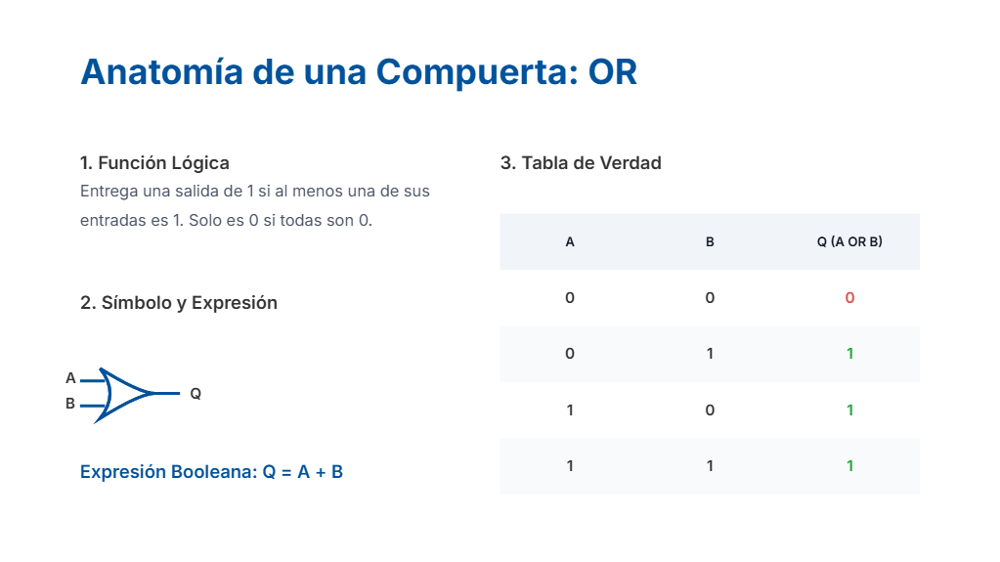 Anatomía de una Compuerta: OR
1. Función Lógica
Entrega una salida de 1 si al menos una de sus
entradas es 1. Solo es 0 si todas son 0.
2. Símbolo y Expresión
A
B
Q
Expresión Booleana: Q = A + B
3. Tabla de Verdad
A B Q (A OR B)
0 0 0
0 1 1
1 0 1
1 1 1